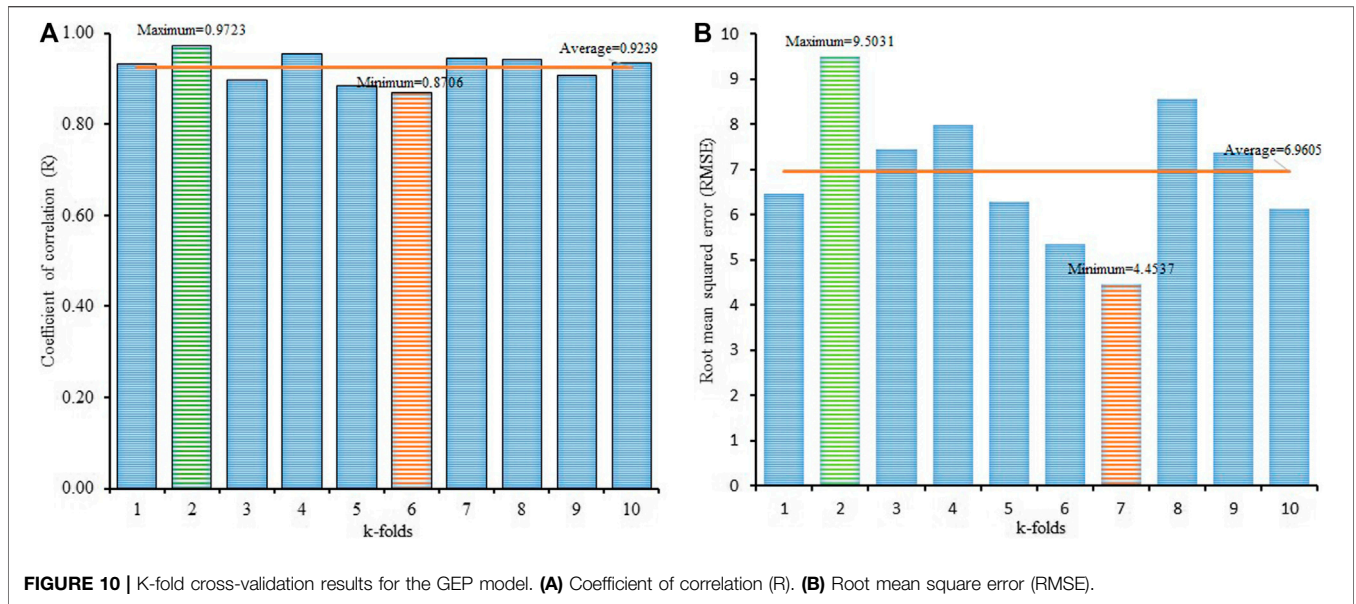 A
Coefficient of correlation (R)
1.00
0.80
0.60
0.40
0.20
0.00
Maximum=0.9723
Average=0.9239
Minimum=0.8706
1 2 3 4 5 6 7 8 9 10
k-folds
B
Root mean squared error (RMSE)
10
9
8
7
6
5
4
3
2
1
0
Maximum=9.5031
Average=6.9605
Minimum=4.4537
1 2 3 4 5 6 7 8 9 10
k-folds
FIGURE 10 | K-fold cross-validation results for the GEP model. (A) Coefficient of correlation (R). (B) Root mean square error (RMSE).